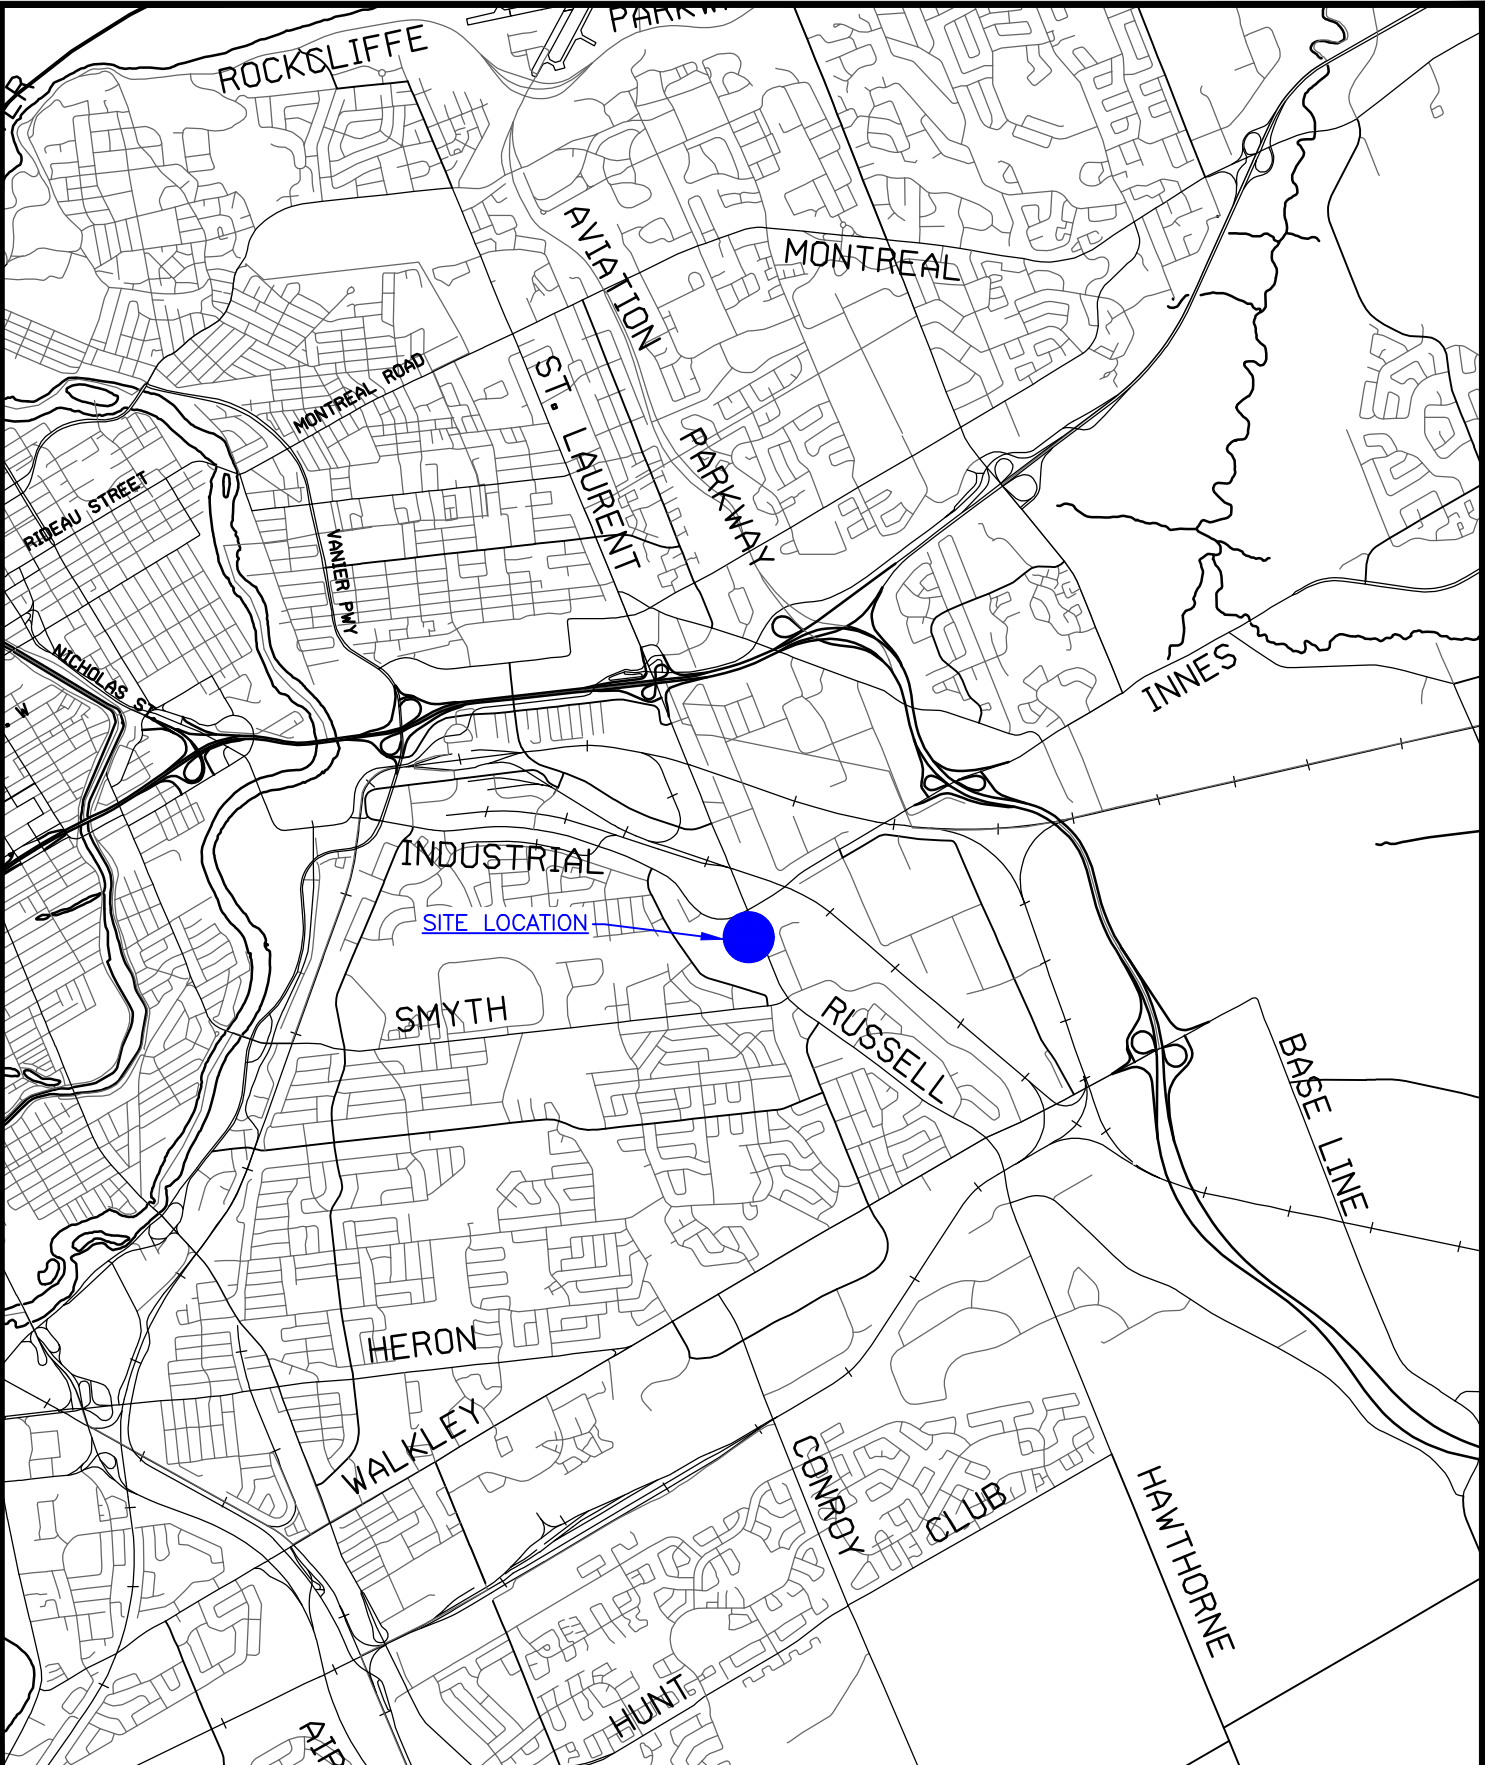 PARKW
ROCKCLIFFE
AVIATION
MONTREAL
MONTREAL ROAD
ST. LAURENT
PARKWAY
RIDEAU STREET
VANIER PWY
NICHOLAS ST
. W
INNES
INDUSTRIAL
SITE LOCATION
SMYTH
RUSSELL
BASE LINE
HERON
WALKLEY
CONROY
CLUB
HAWTHORNE
HUNT
AIR